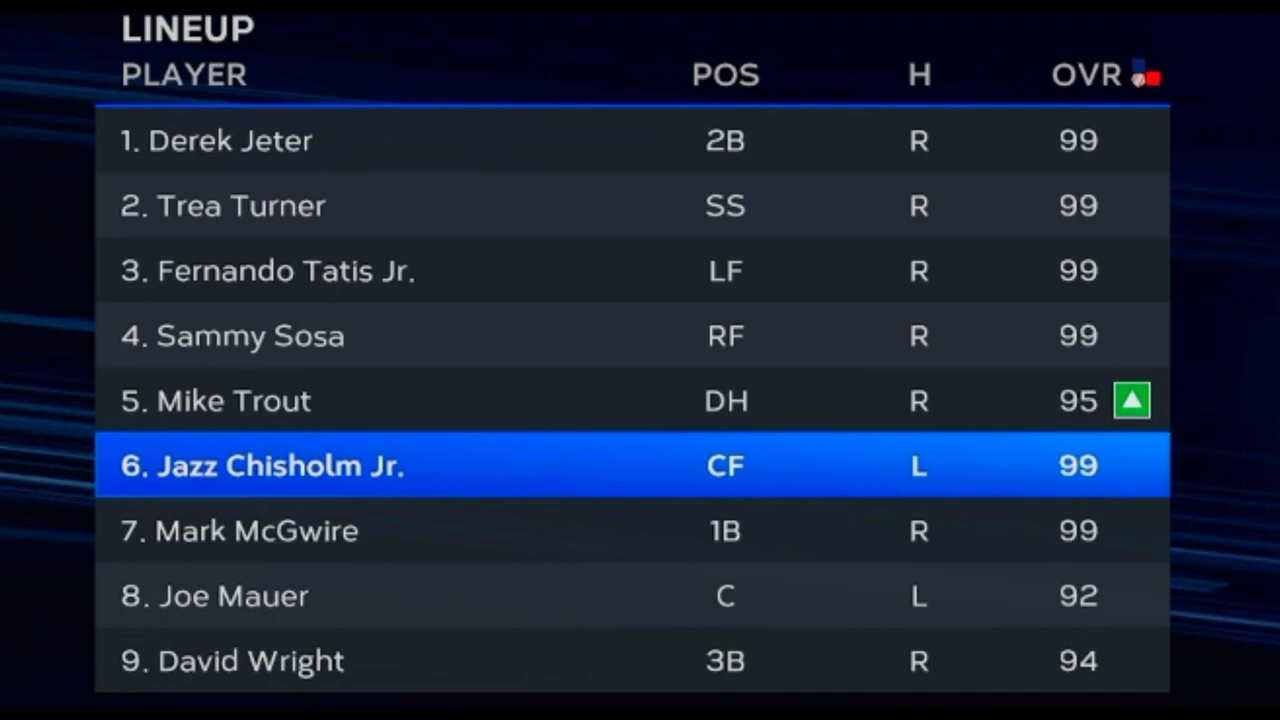 LINEUP
PLAYER POS H OVR
1. Derek Jeter 2B R 99
2. Trea Turner SS R 99
3. Fernando Tatis Jr. LF R 99
4. Sammy Sosa RF R 99
5. Mike Trout DH R 95
6. Jazz Chisholm Jr. CF L 99
7. Mark McGwire 1B R 99
8. Joe Mauer C L 92
9. David Wright 3B R 94